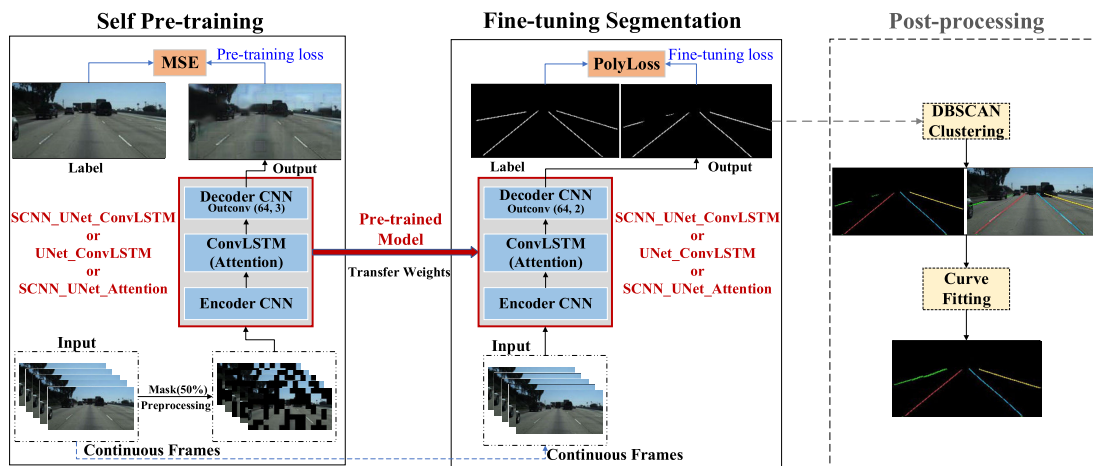 Self Pre-training
MSE
Pre-training loss
Label
Output
Decoder CNN
Outconv (64, 3)
ConvLSTM
(Attention)
Encoder CNN
SCNN_UNet_ConvLSTM
or
UNet_ConvLSTM
or
SCNN_UNet_Attention
Input
Mask(50%)
Preprocessing
Continuous Frames
Pre-trained
Model
Transfer Weights
Fine-tuning Segmentation
PolyLoss
Fine-tuning loss
Label
Output
Decoder CNN
Outconv (64, 2)
ConvLSTM
(Attention)
Encoder CNN
SCNN_UNet_ConvLSTM
or
UNet_ConvLSTM
or
SCNN_UNet_Attention
Input
Continuous Frames
Post-processing
DBSCAN
Clustering
Curve
Fitting